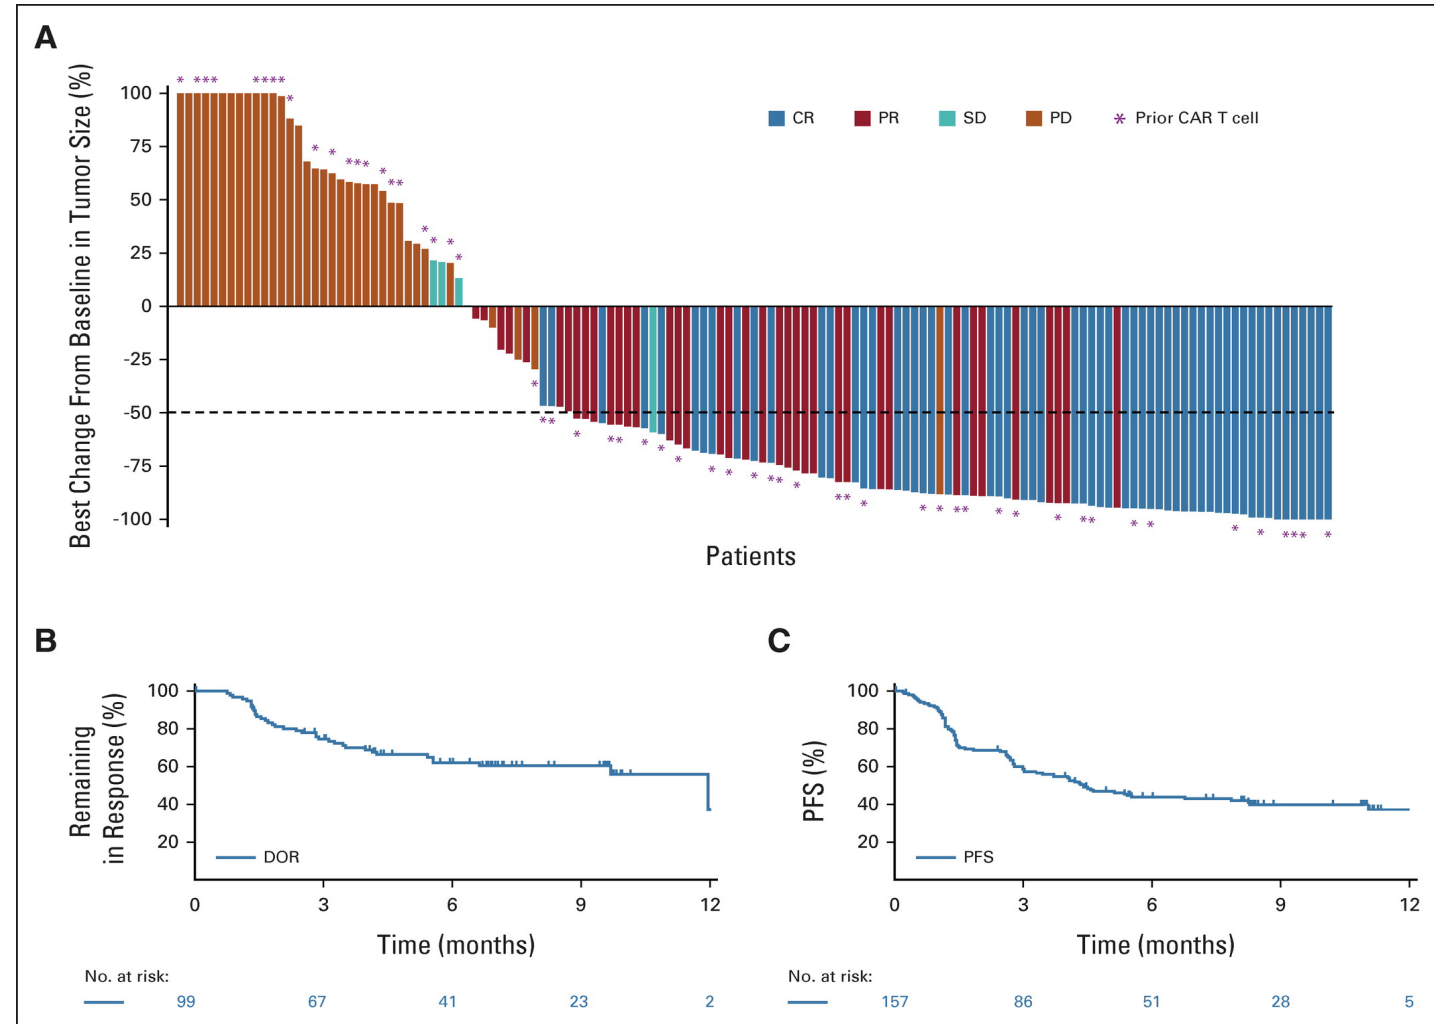 A
Best Change From Baseline in Tumor Size (%)
100
75
50
25
0
-25
-50
-75
-100
CR PR SD PD * Prior CAR T cell
Patients
B
Remaining
in Response (%)
100
80
60
40
20
DOR
0 3 6 9 12
Time (months)
No. at risk:
99 67 41 23 2
C
PFS (%)
100
80
60
40
20
PFS
0 3 6 9 12
Time (months)
No. at risk:
157 86 51 28 5